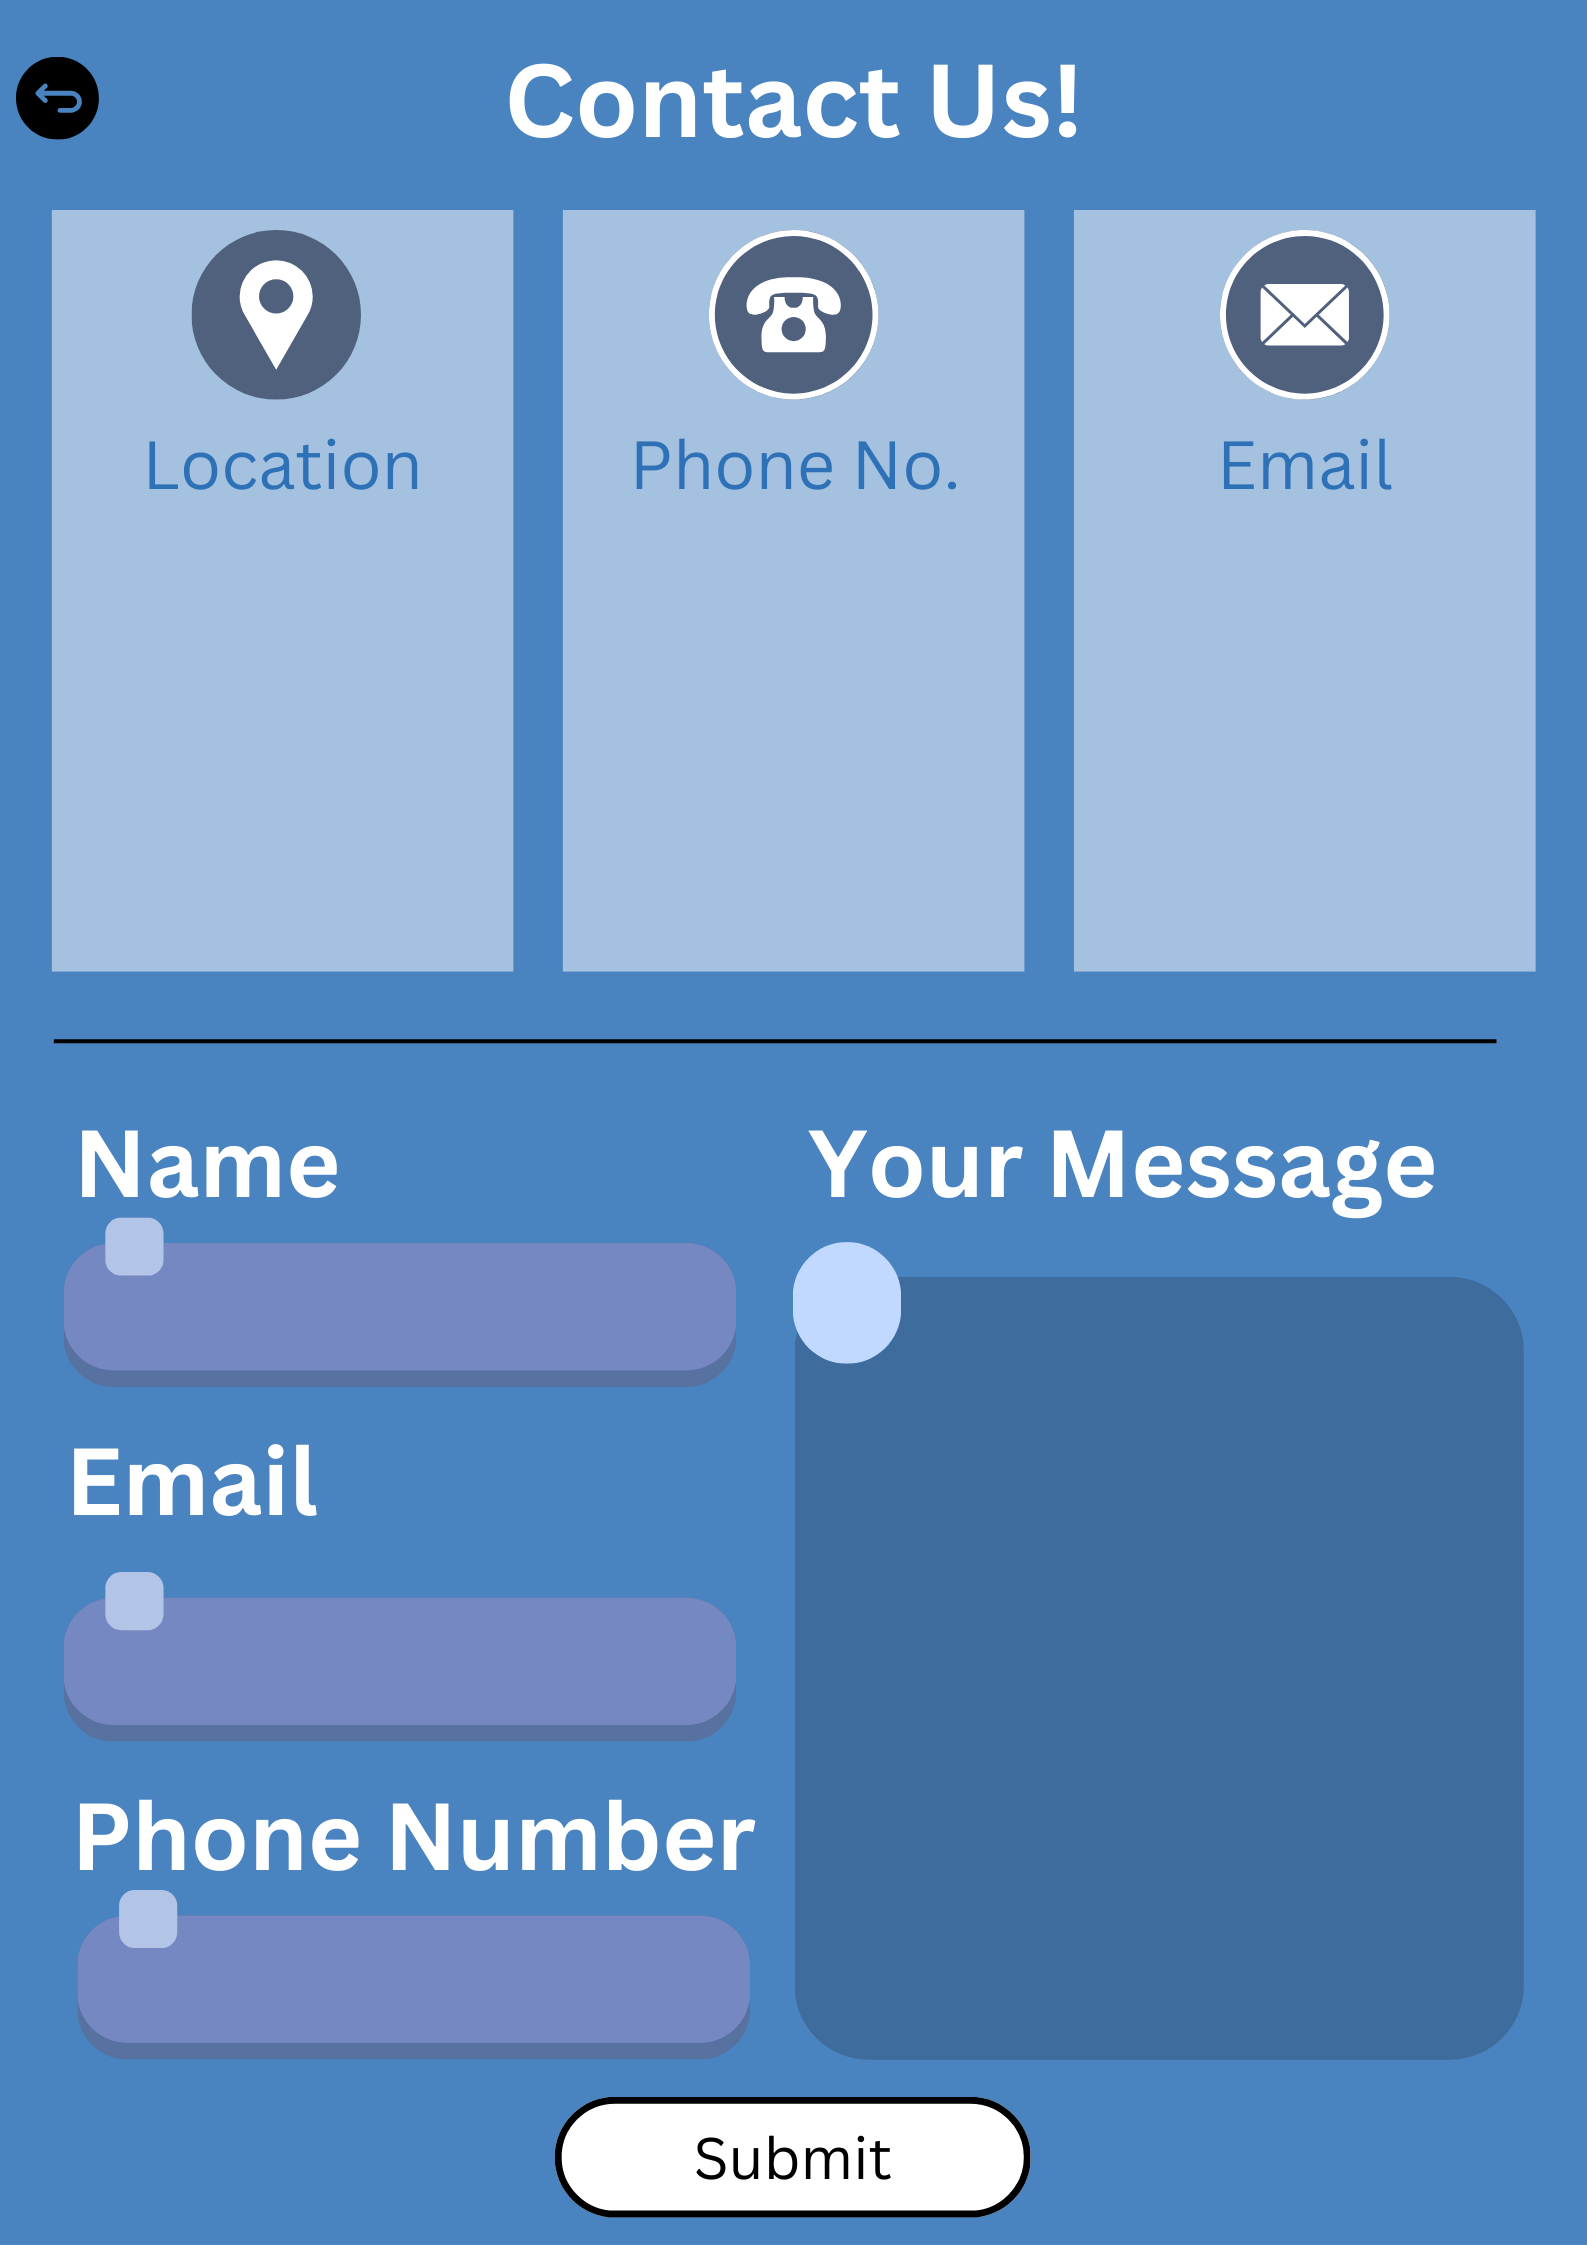 Contact Us!
Location
Phone No.
Email
Name
Your Message
Email
Phone Number
Submit